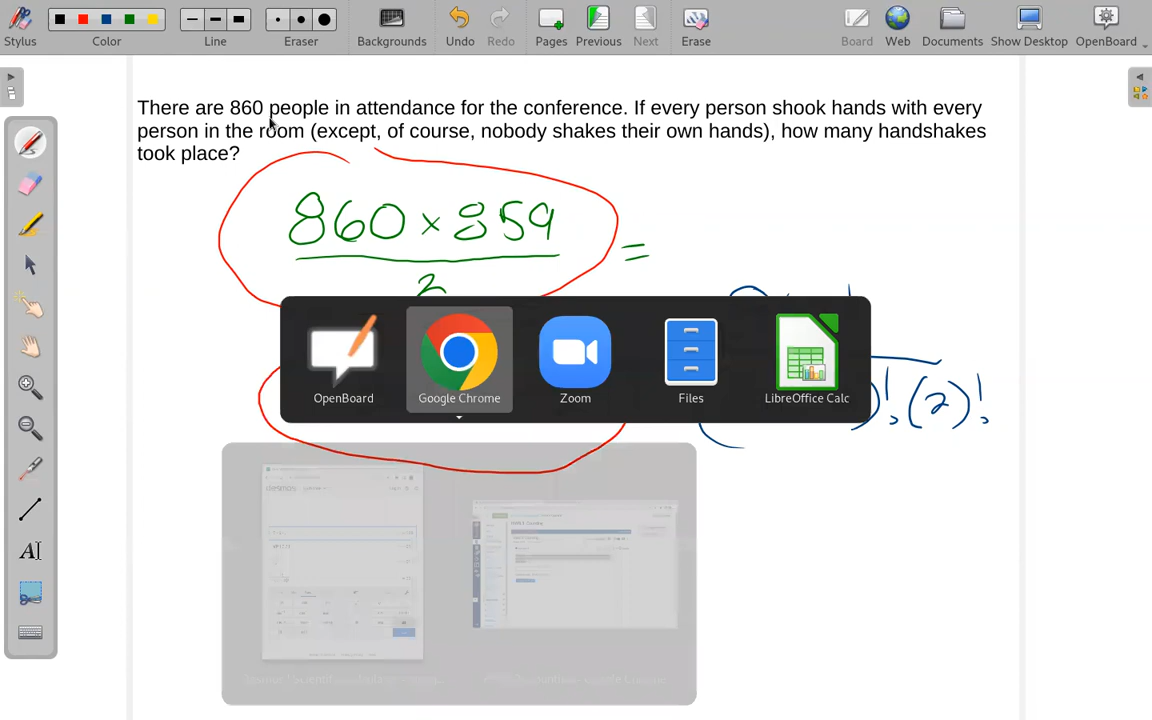 Stylus Color Line Eraser Backgrounds Undo Redo Pages Previous Next Erase Board Web Documents Show Desktop OpenBoard
There are 860 people in attendance for the conference. If every person shook hands with every
person in the room (except, of course, nobody shakes their own hands), how many handshakes
took place?
860 × 859
=
2
OpenBoard Google Chrome Zoom Files LibreOffice Calc
)! (2)!
A